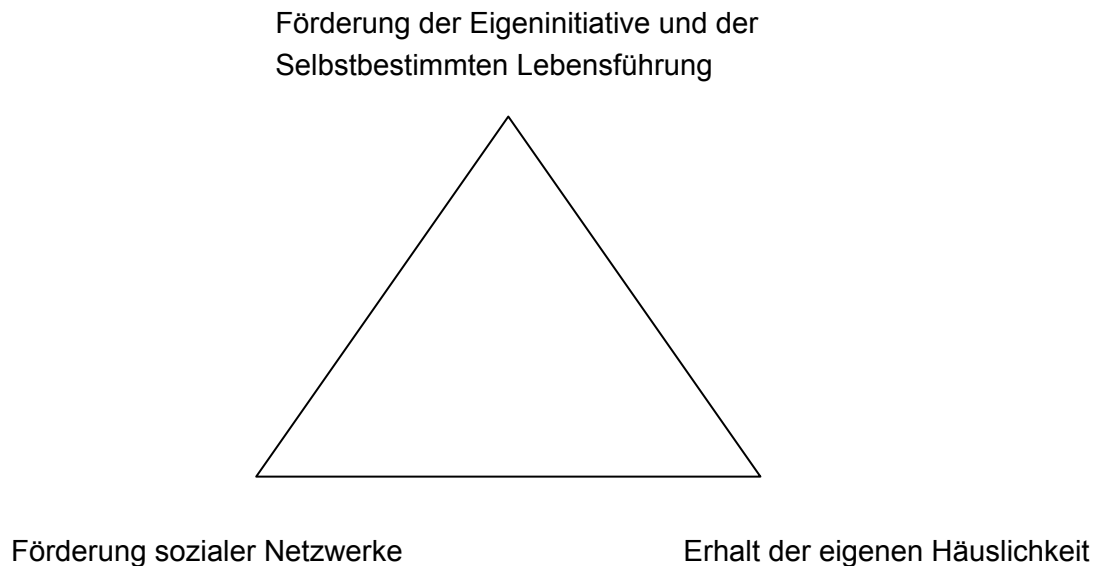 Förderung der Eigeninitiative und der
Selbstbestimmten Lebensführung
Förderung sozialer Netzwerke
Erhalt der eigenen Häuslichkeit